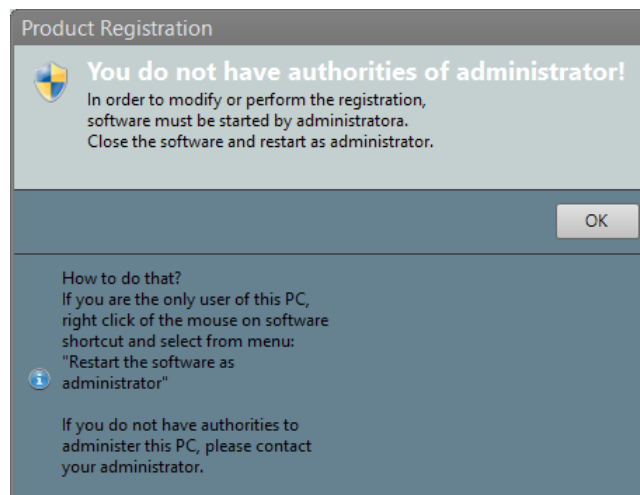 Product Registration
You do not have authorities of administrator!
In order to modify or perform the registration,
software must be started by administratora.
Close the software and restart as administrator.
OK
How to do that?
If you are the only user of this PC,
right click of the mouse on software
shortcut and select from menu:
"Restart the software as
administrator"
If you do not have authorities to
administer this PC, please contact
your administrator.